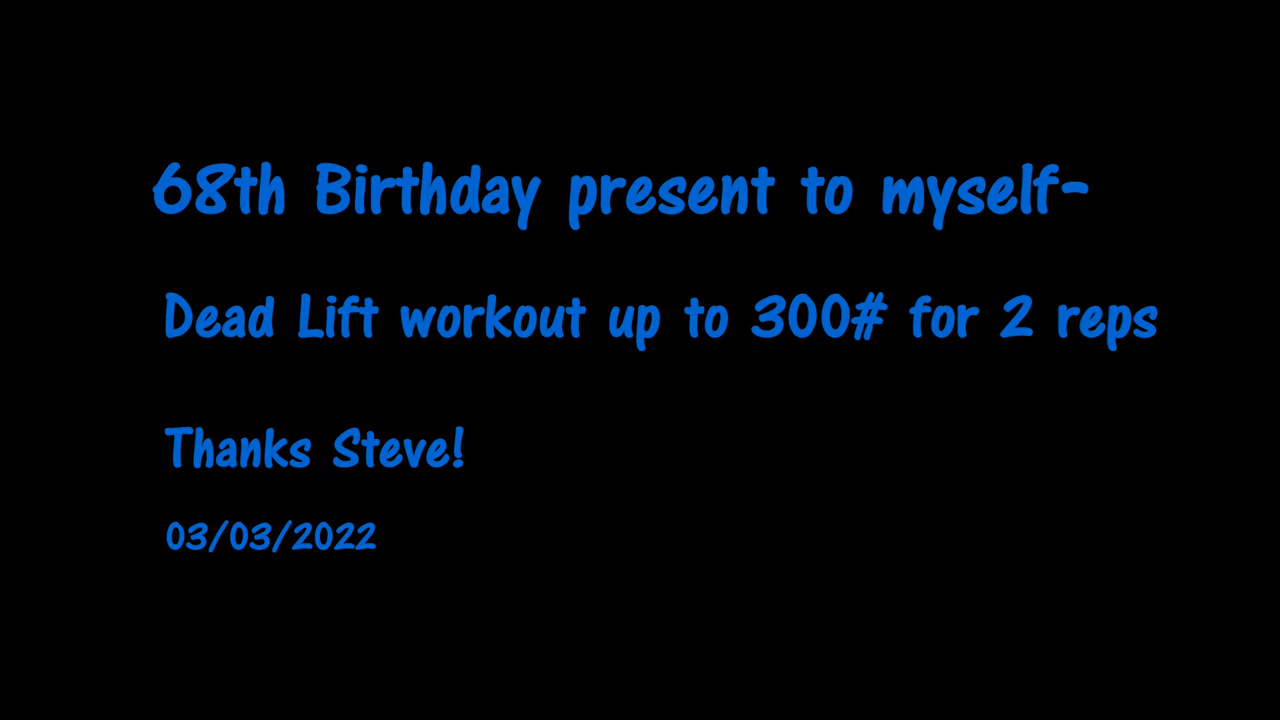 68th Birthday present to myself-
Dead Lift workout up to 300# for 2 reps
Thanks Steve!
03/03/2022